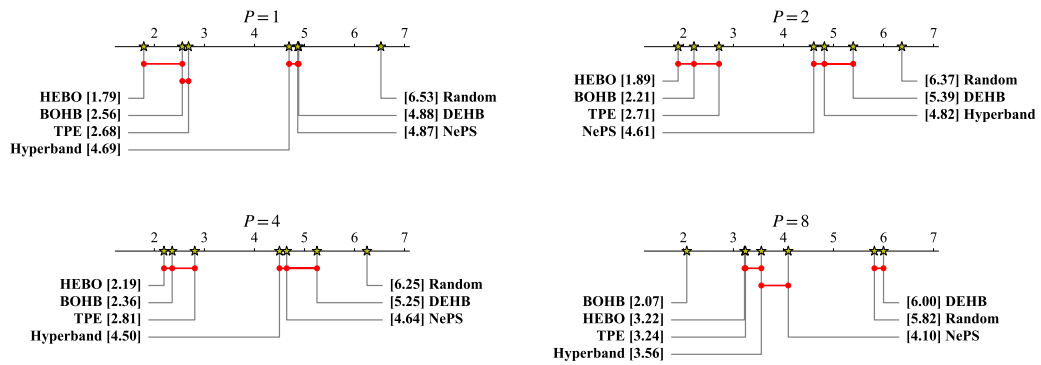 P = 1
2 3 4 5 6 7
HEBO [1.79]
BOHB [2.56]
TPE [2.68]
Hyperband [4.69]
[6.53] Random
[4.88] DEHB
[4.87] NePS
P = 2
2 3 4 5 6 7
HEBO [1.89]
BOHB [2.21]
TPE [2.71]
NePS [4.61]
[6.37] Random
[5.39] DEHB
[4.82] Hyperband
P = 4
2 3 4 5 6 7
HEBO [2.19]
BOHB [2.36]
TPE [2.81]
Hyperband [4.50]
[6.25] Random
[5.25] DEHB
[4.64] NePS
P = 8
2 3 4 5 6 7
BOHB [2.07]
HEBO [3.22]
TPE [3.24]
Hyperband [3.56]
[6.00] DEHB
[5.82] Random
[4.10] NePS